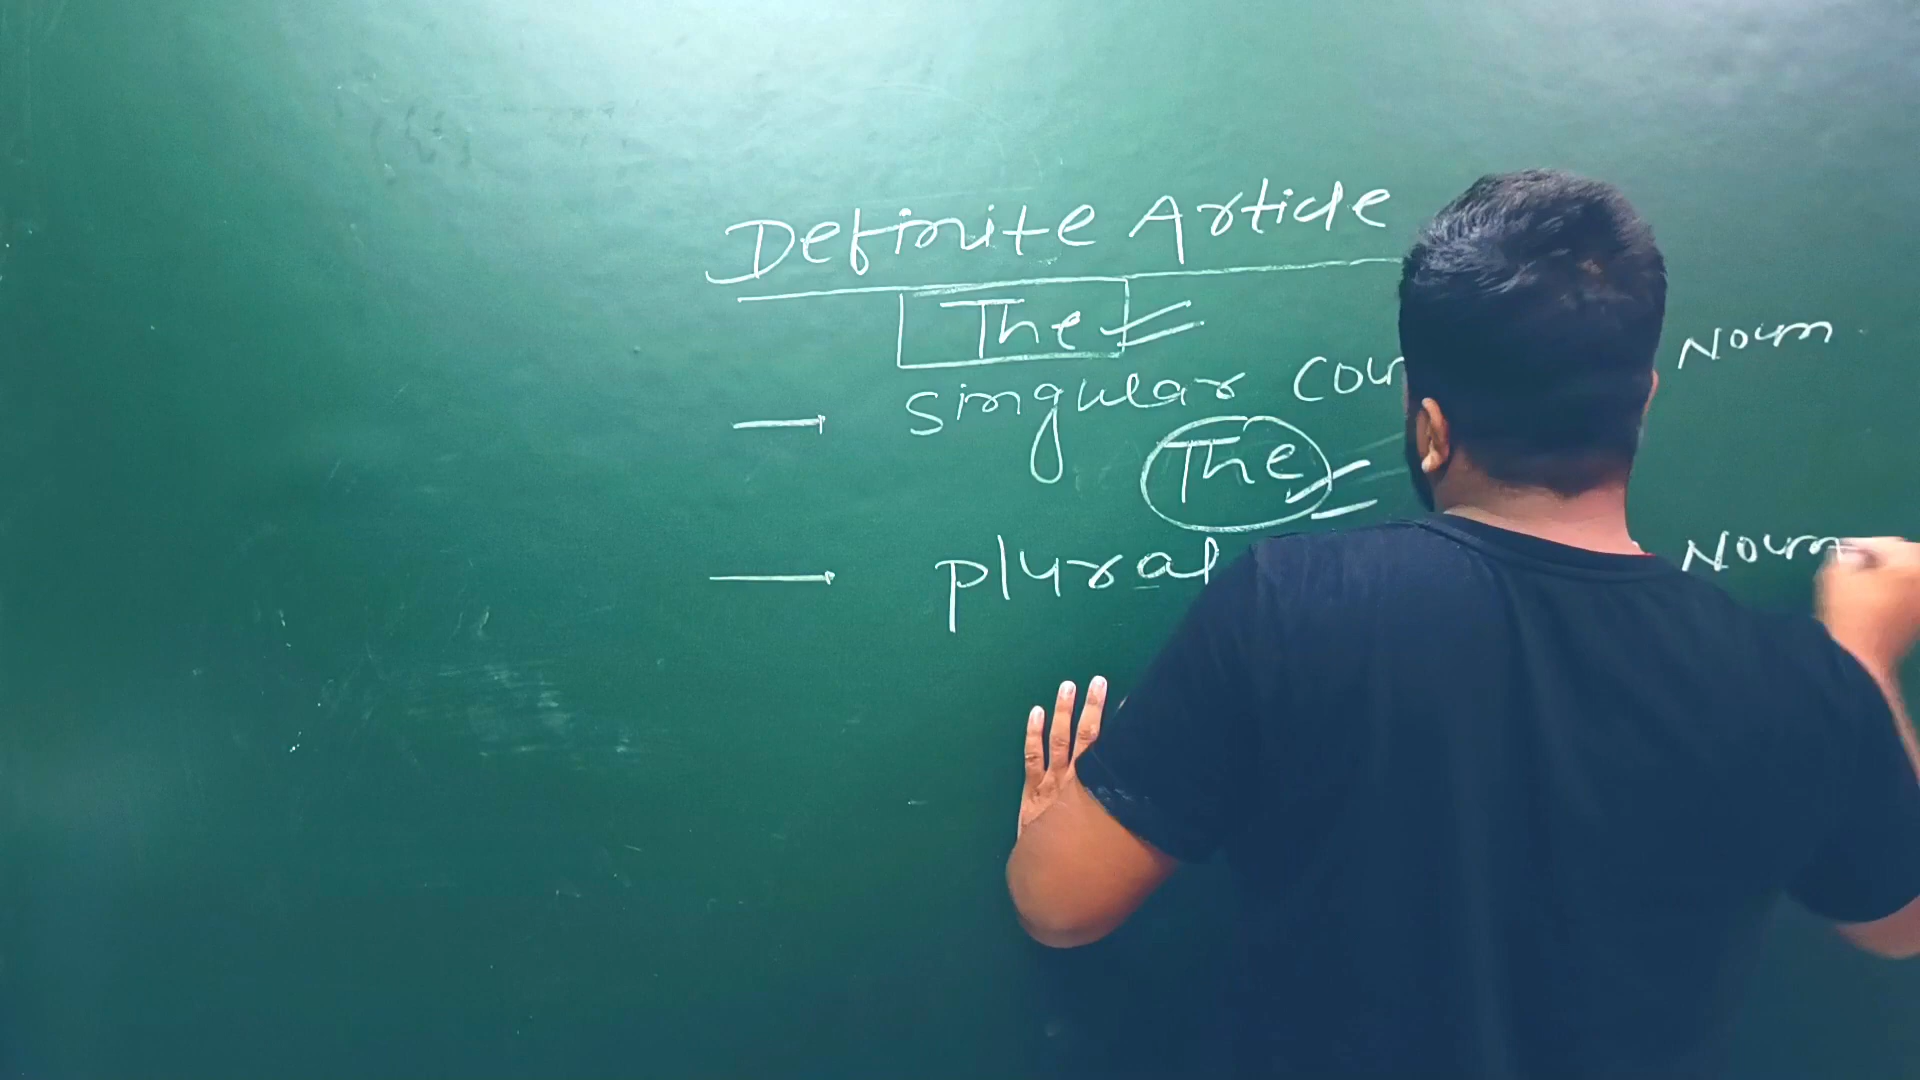 Definite Article
The
singular Noun
The
plural Noun